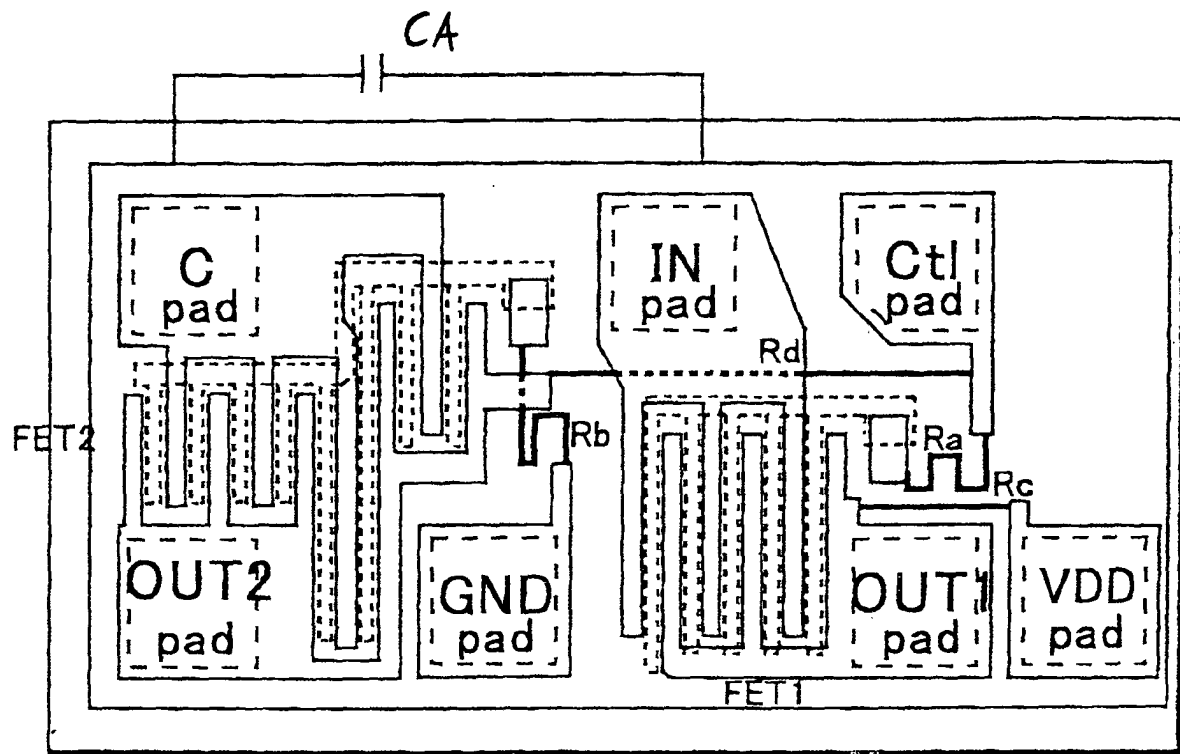 CA
C
pad
IN
pad
Ctl
pad
Rd
FET2
Rb
Ra
Rc
OUT2
pad
GND
pad
OUT1
pad
VDD
pad
FET1